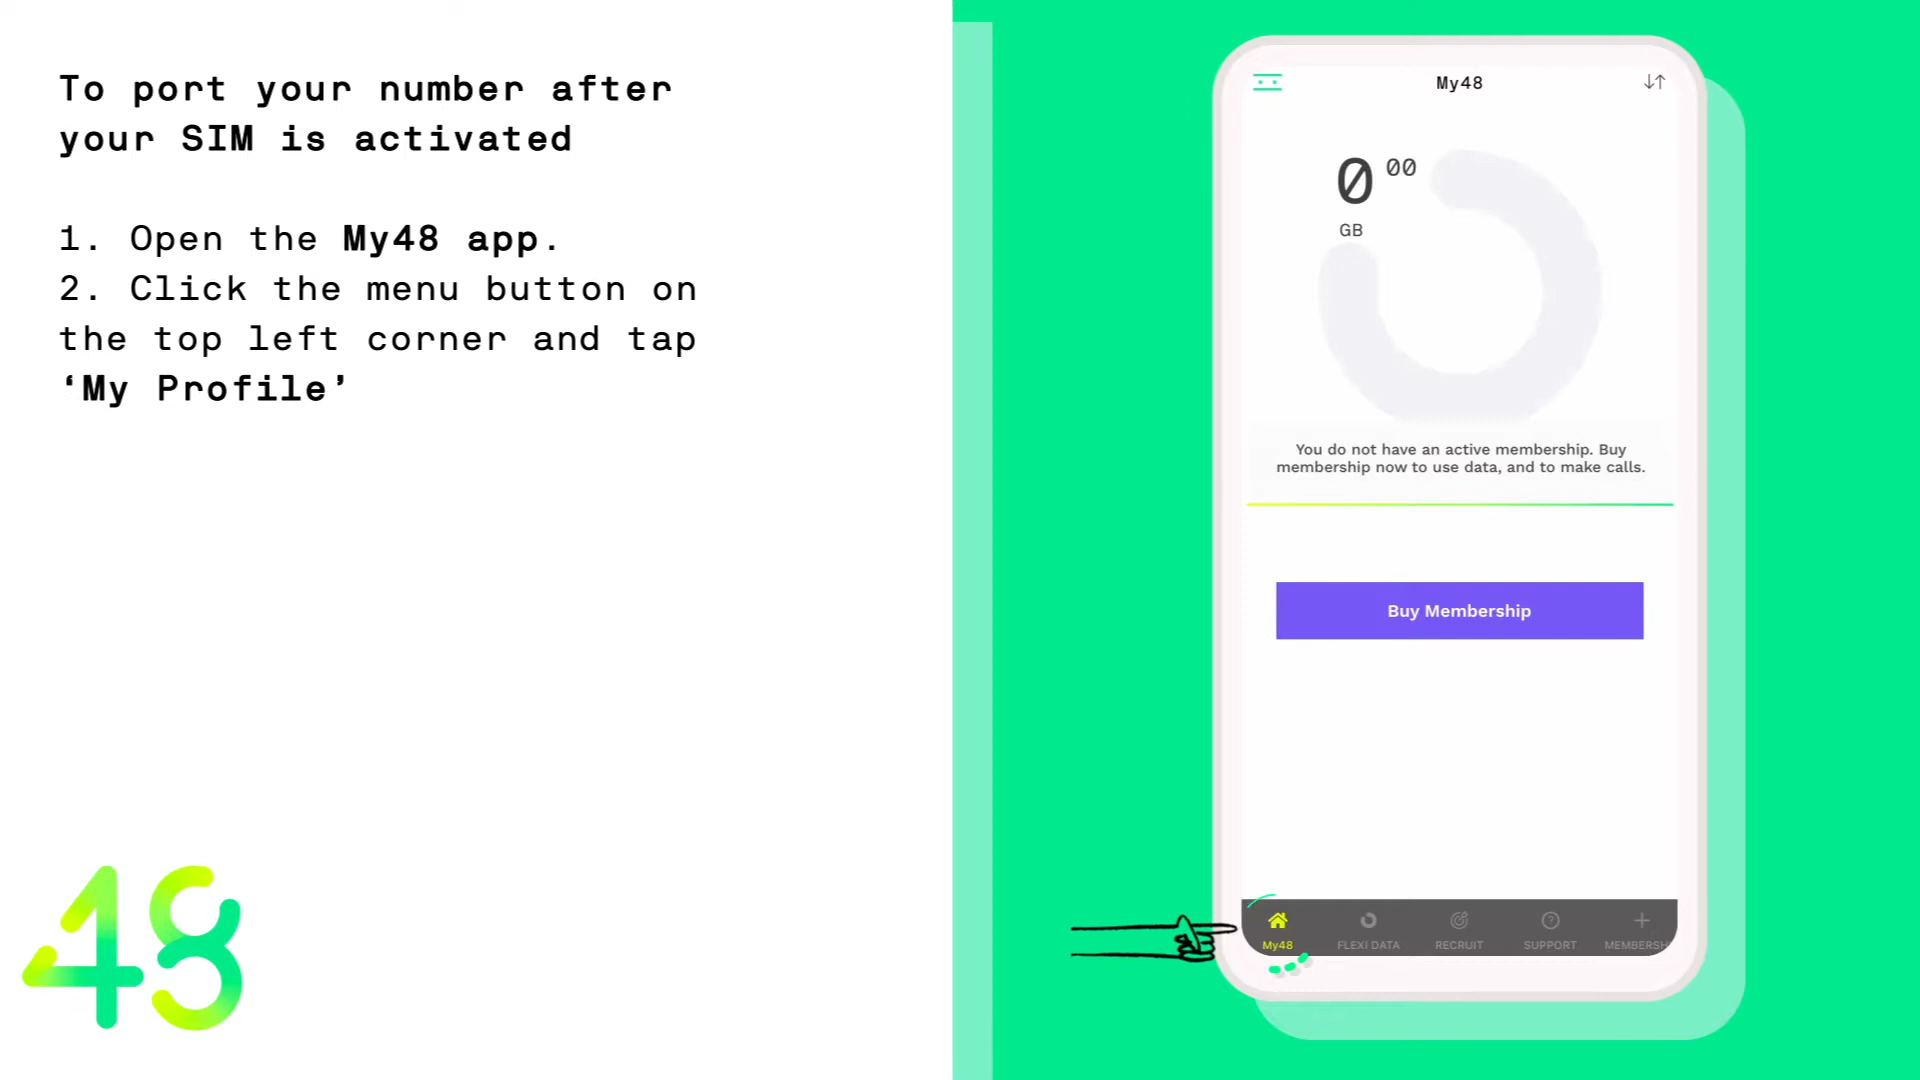 To port your number after
your SIM is activated
1. Open the My48 app.
2. Click the menu button on
the top left corner and tap
‘My Profile’
48
My48
0 00
GB
You do not have an active membership. Buy
membership now to use data, and to make calls.
Buy Membership
My48 FLEXI DATA RECRUIT SUPPORT MEMBERSH